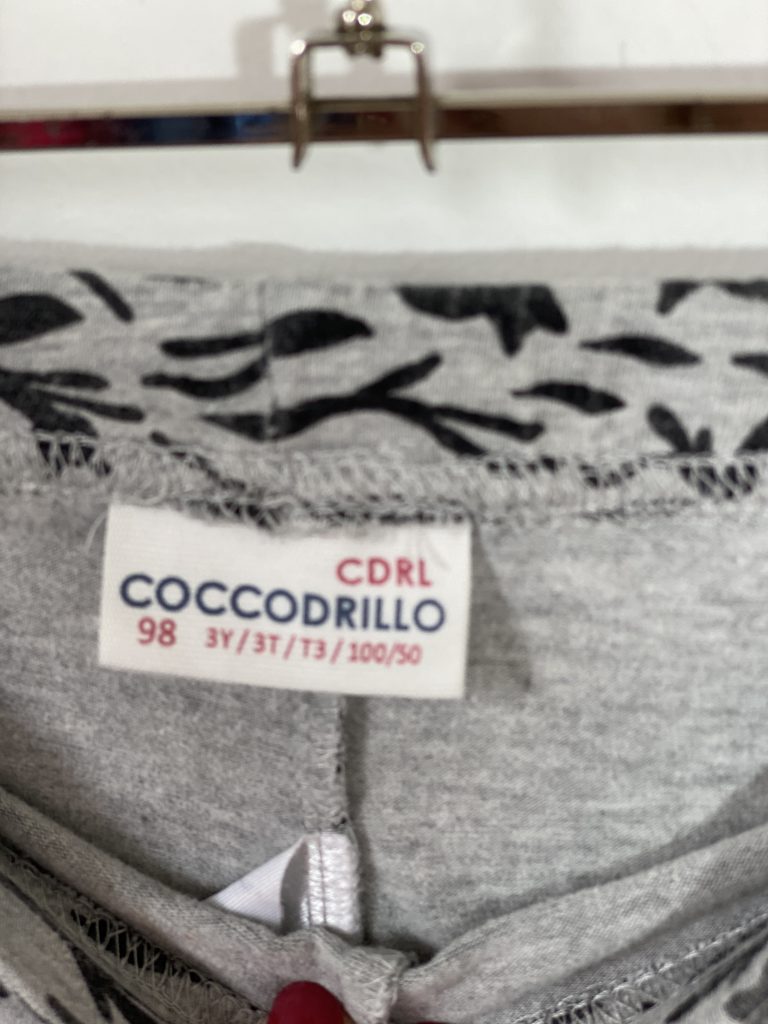 CDRL
COCCODRILLO
98 3Y / 3T / T3 / 100/50